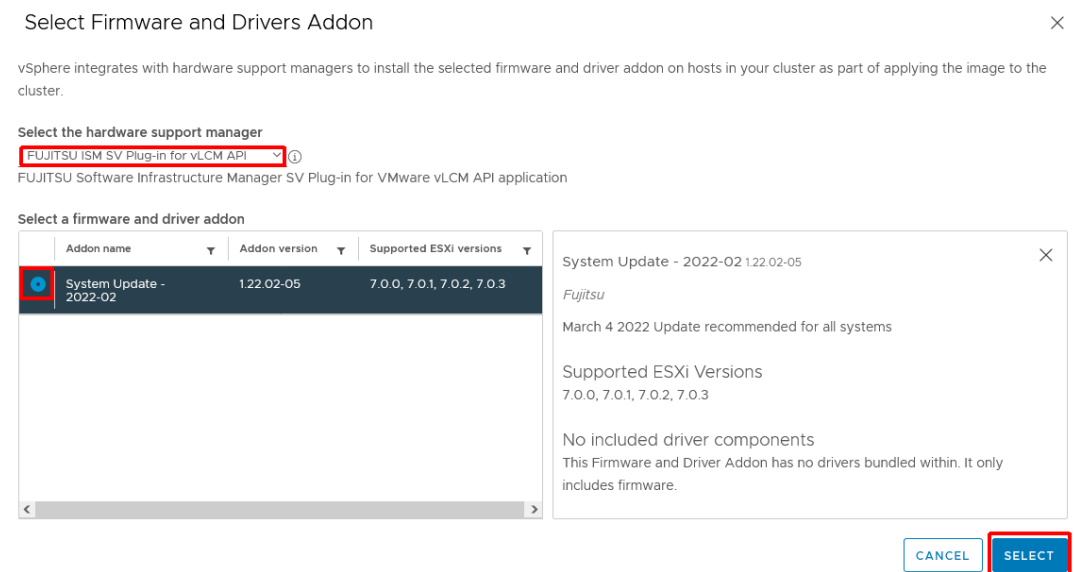 Select Firmware and Drivers Addon
vSphere integrates with hardware support managers to install the selected firmware and driver addon on hosts in your cluster as part of applying the image to the
cluster.
Select the hardware support manager
FUJITSU ISM SV Plug-in for vLCM API
FUJITSU Software Infrastructure Manager SV Plug-in for VMware vLCM API application
Select a firmware and driver addon
Addon name Addon version Supported ESXi versions
System Update - 1.22.02-05 7.0.0, 7.0.1, 7.0.2, 7.0.3
2022-02
System Update - 2022-02 1.22.02-05
Fujitsu
March 4 2022 Update recommended for all systems
Supported ESXi Versions
7.0.0, 7.0.1, 7.0.2, 7.0.3
No included driver components
This Firmware and Driver Addon has no drivers bundled within. It only
includes firmware.
CANCEL SELECT